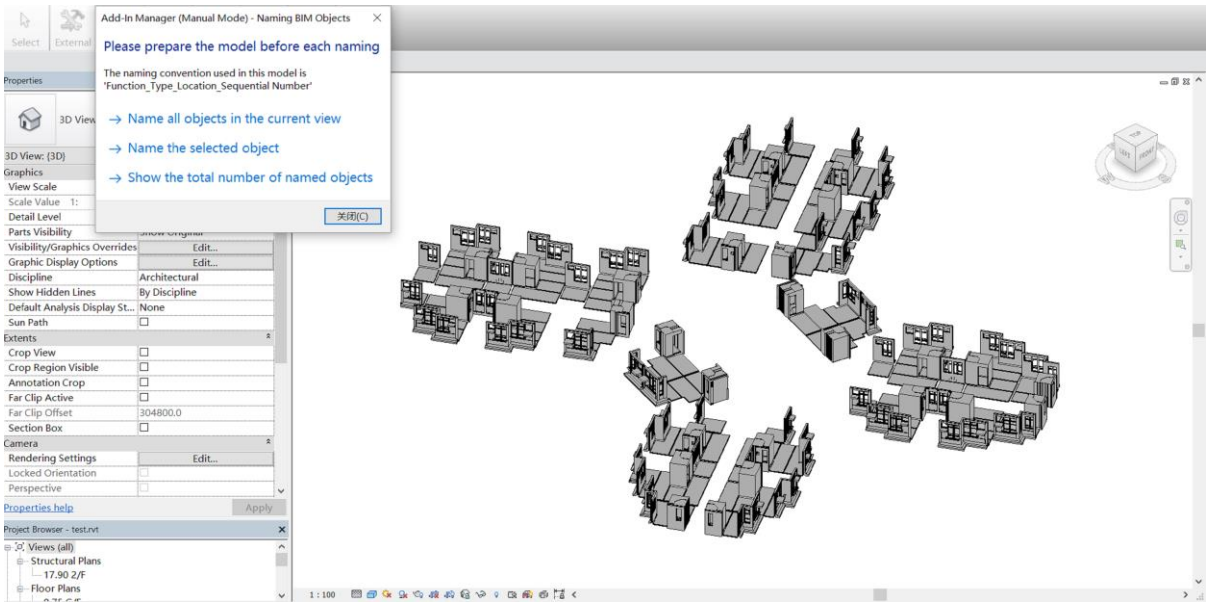 Select
External
Add-In Manager (Manual Mode) - Naming BIM Objects
Please prepare the model before each naming
The naming convention used in this model is
'Function_Type_Location_Sequential Number'
→ Name all objects in the current view
→ Name the selected object
→ Show the total number of named objects
关闭(C)
Properties
3D View
3D View: {3D}
Graphics
View Scale
Scale Value 1:
Detail Level
Parts Visibility Show Original
Visibility/Graphics Overrides Edit...
Graphic Display Options Edit...
Discipline Architectural
Show Hidden Lines By Discipline
Default Analysis Display St... None
Sun Path
Extents
Crop View
Crop Region Visible
Annotation Crop
Far Clip Active
Far Clip Offset 304800.0
Section Box
Camera
Rendering Settings Edit...
Locked Orientation
Perspective
Properties help Apply
Project Browser - test.rvt
Views (all)
Structural Plans
17.90 2/F
Floor Plans
TOP
LEFT FRONT
1 : 100